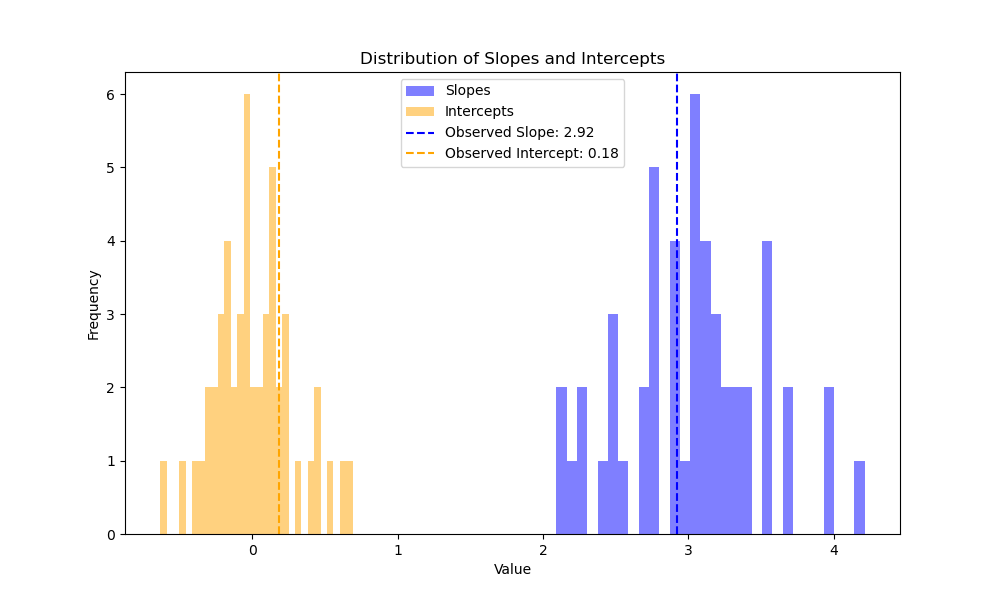 Distribution of Slopes and Intercepts
Slopes
Intercepts
Observed Slope: 2.92
Observed Intercept: 0.18
Frequency
6
5
4
3
2
1
0
0 1 2 3 4
Value